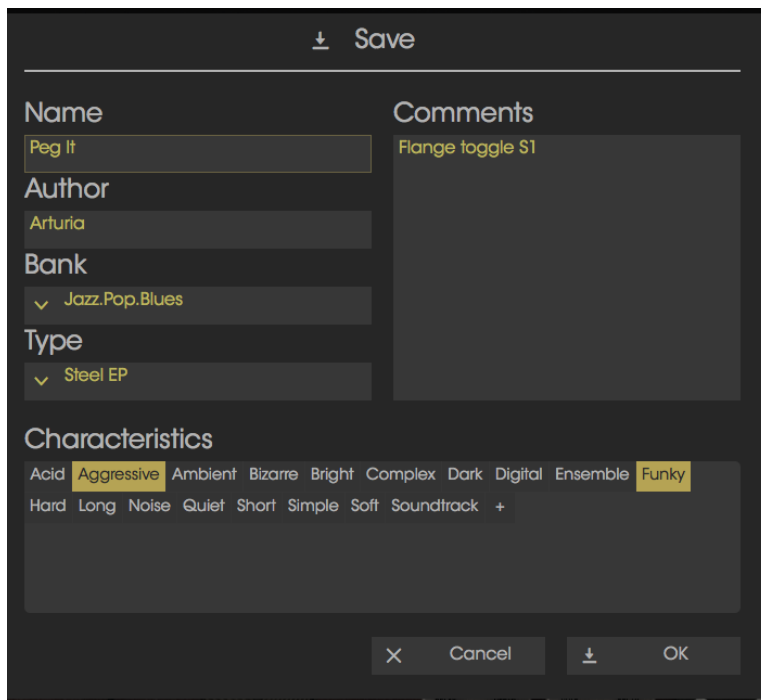 Save
Name
Peg It
Author
Arturia
Bank
Jazz.Pop.Blues
Type
Steel EP
Comments
Flange toggle S1
Characteristics
Acid Aggressive Ambient Bizarre Bright Complex Dark Digital Ensemble Funky
Hard Long Noise Quiet Short Simple Soft Soundtrack +
Cancel
OK